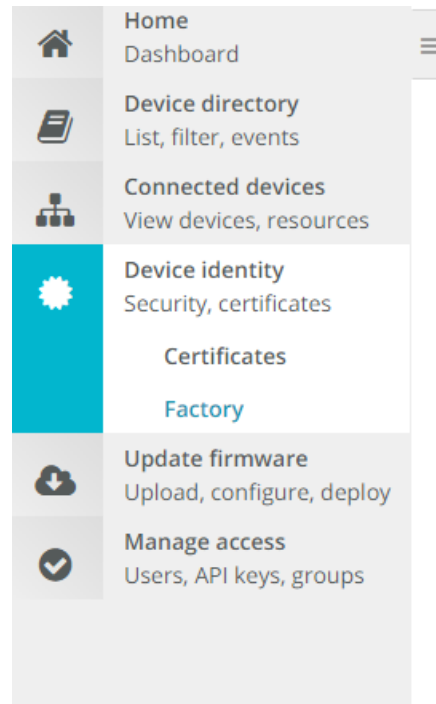 Home
Dashboard
Device directory
List, filter, events
Connected devices
View devices, resources
Device identity
Security, certificates
Certificates
Factory
Update firmware
Upload, configure, deploy
Manage access
Users, API keys, groups